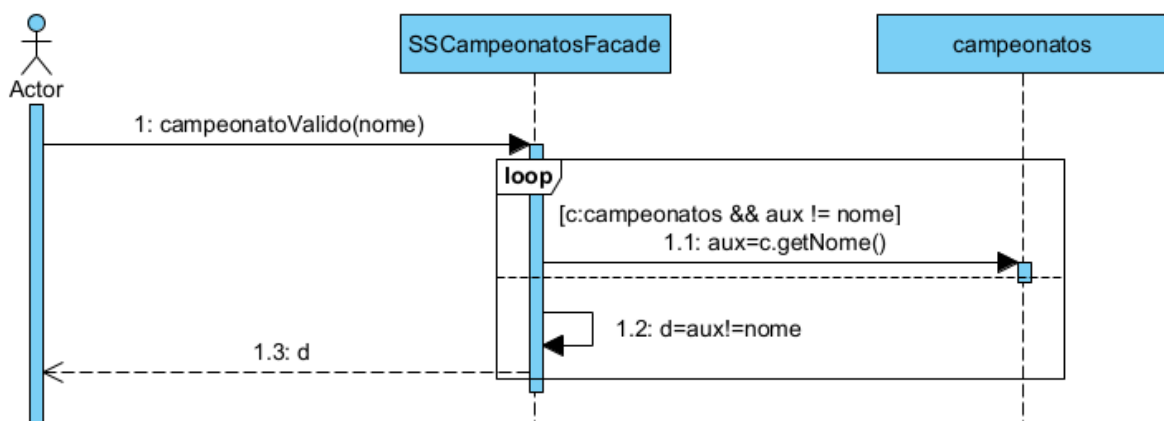 Actor
SSCampeonatosFacade
campeonatos
1: campeonatoValido(nome)
loop
[c:campeonatos && aux != nome]
1.1: aux=c.getNome()
1.2: d=aux!=nome
1.3: d